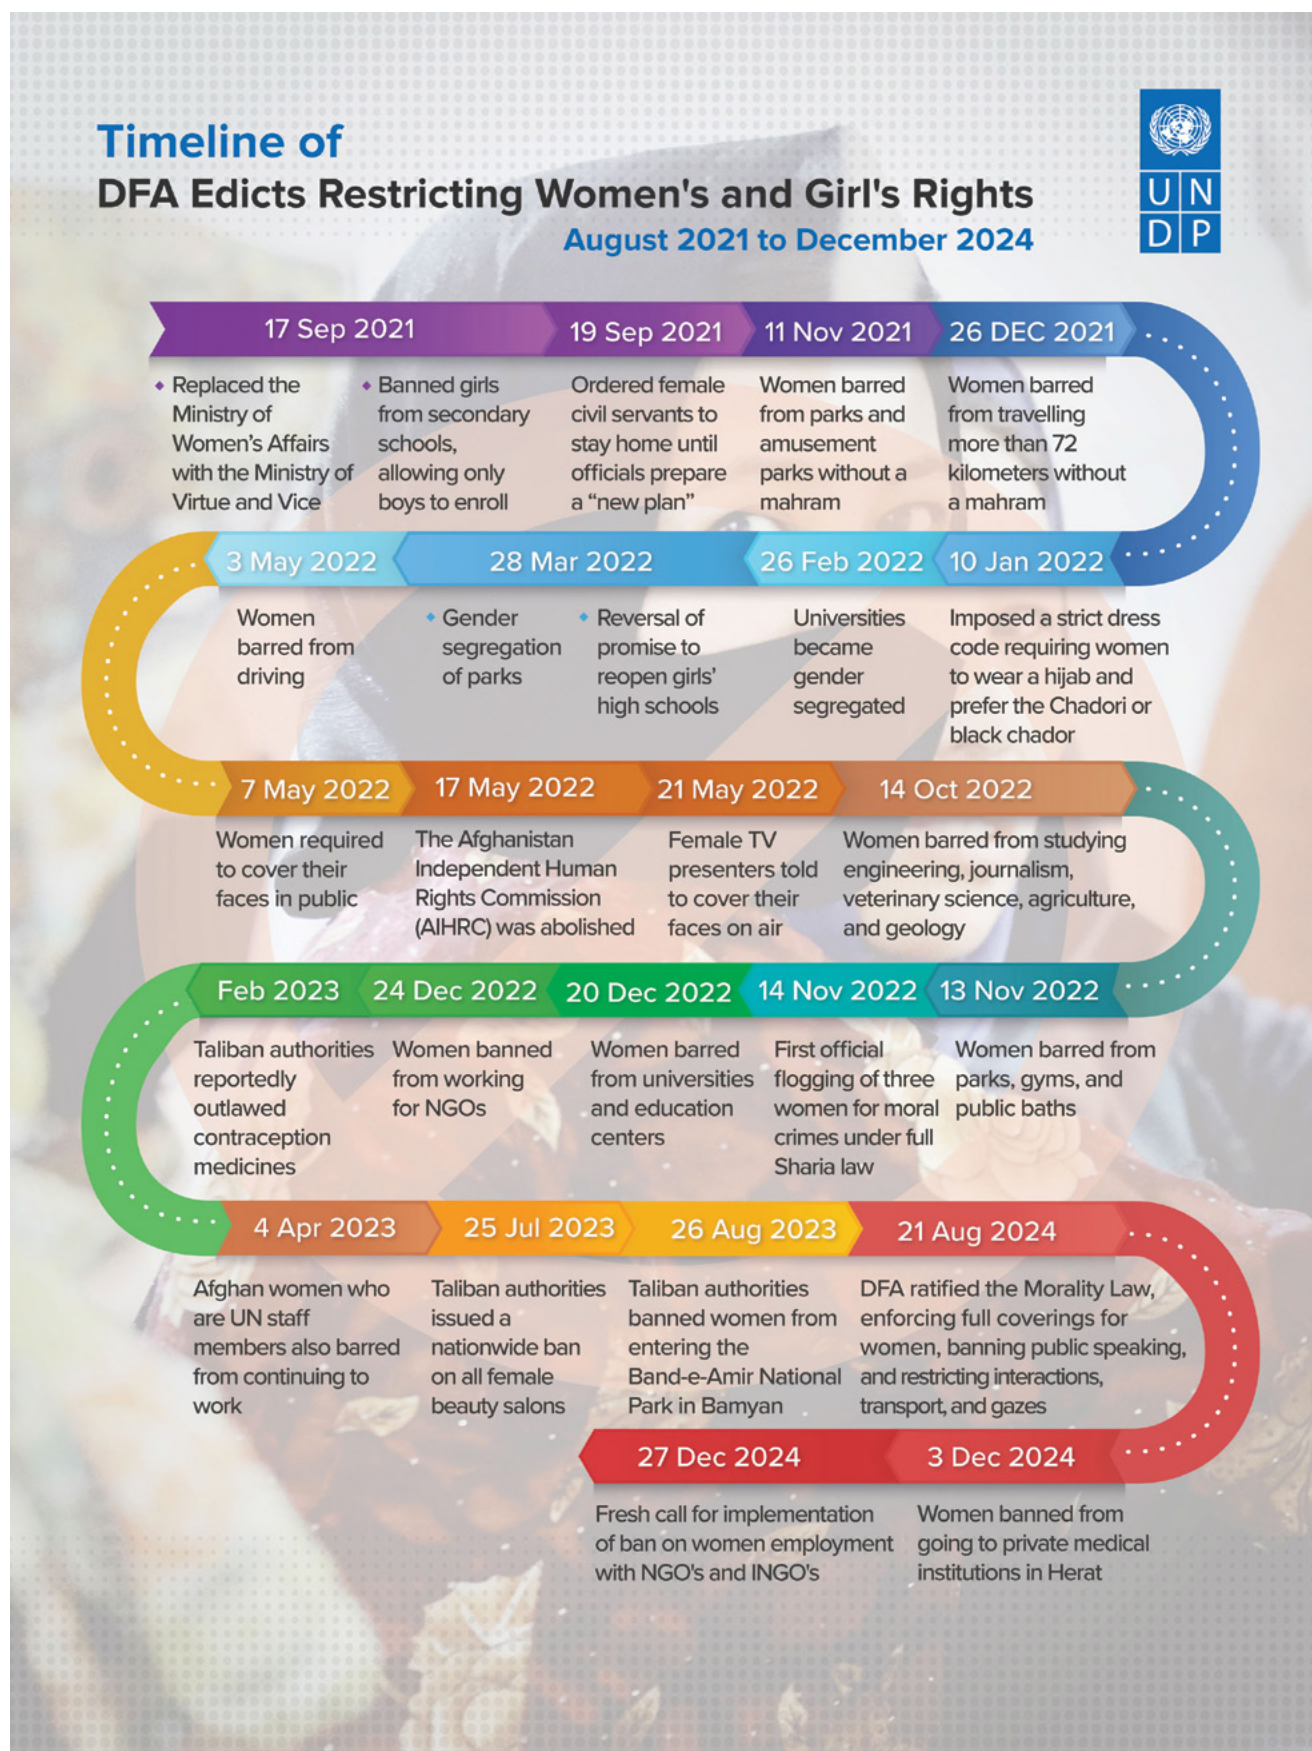 Timeline of
DFA Edicts Restricting Women's and Girl's Rights
August 2021 to December 2024
U N
D P
17 Sep 2021
Replaced the
Ministry of
Women's Affairs
with the Ministry of
Virtue and Vice
Banned girls
from secondary
schools,
allowing only
boys to enroll
19 Sep 2021
Ordered female
civil servants to
stay home until
officials prepare
a “new plan”
11 Nov 2021
Women barred
from parks and
amusement
parks without a
mahram
26 DEC 2021
Women barred
from travelling
more than 72
kilometers without
a mahram
10 Jan 2022
Imposed a strict dress
code requiring women
to wear a hijab and
prefer the Chadori or
black chador
26 Feb 2022
Universities
became
gender
segregated
28 Mar 2022
Gender
segregation
of parks
Reversal of
promise to
reopen girls'
high schools
3 May 2022
Women
barred from
driving
7 May 2022
Women required
to cover their
faces in public
17 May 2022
The Afghanistan
Independent Human
Rights Commission
(AIHRC) was abolished
21 May 2022
Female TV
presenters told
to cover their
faces on air
14 Oct 2022
Women barred from studying
engineering, journalism,
veterinary science, agriculture,
and geology
13 Nov 2022
Women barred from
parks, gyms, and
public baths
14 Nov 2022
First official
flogging of three
women for moral
crimes under full
Sharia law
20 Dec 2022
Women barred
from universities
and education
centers
24 Dec 2022
Women banned
from working
for NGOs
Feb 2023
Taliban authorities
reportedly
outlawed
contraception
medicines
4 Apr 2023
Afghan women who
are UN staff
members also barred
from continuing to
work
25 Jul 2023
Taliban authorities
issued a
nationwide ban
on all female
beauty salons
26 Aug 2023
Taliban authorities
banned women from
entering the
Band-e-Amir National
Park in Bamyan
21 Aug 2024
DFA ratified the Morality Law,
enforcing full coverings for
women, banning public speaking,
and restricting interactions,
transport, and gazes
3 Dec 2024
Women banned from
going to private medical
institutions in Herat
27 Dec 2024
Fresh call for implementation
of ban on women employment
with NGO's and INGO's